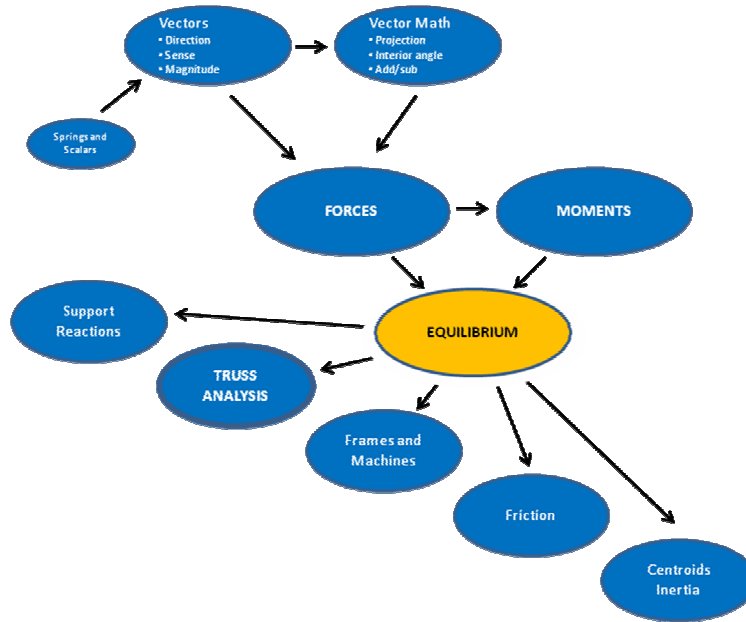 Vectors
• Direction
• Sense
• Magnitude
Vector Math
• Projection
• Interior angle
• Add/sub
Springs and
Scalars
FORCES
MOMENTS
EQUILIBRIUM
Support
Reactions
TRUSS
ANALYSIS
Frames and
Machines
Friction
Centroids
Inertia